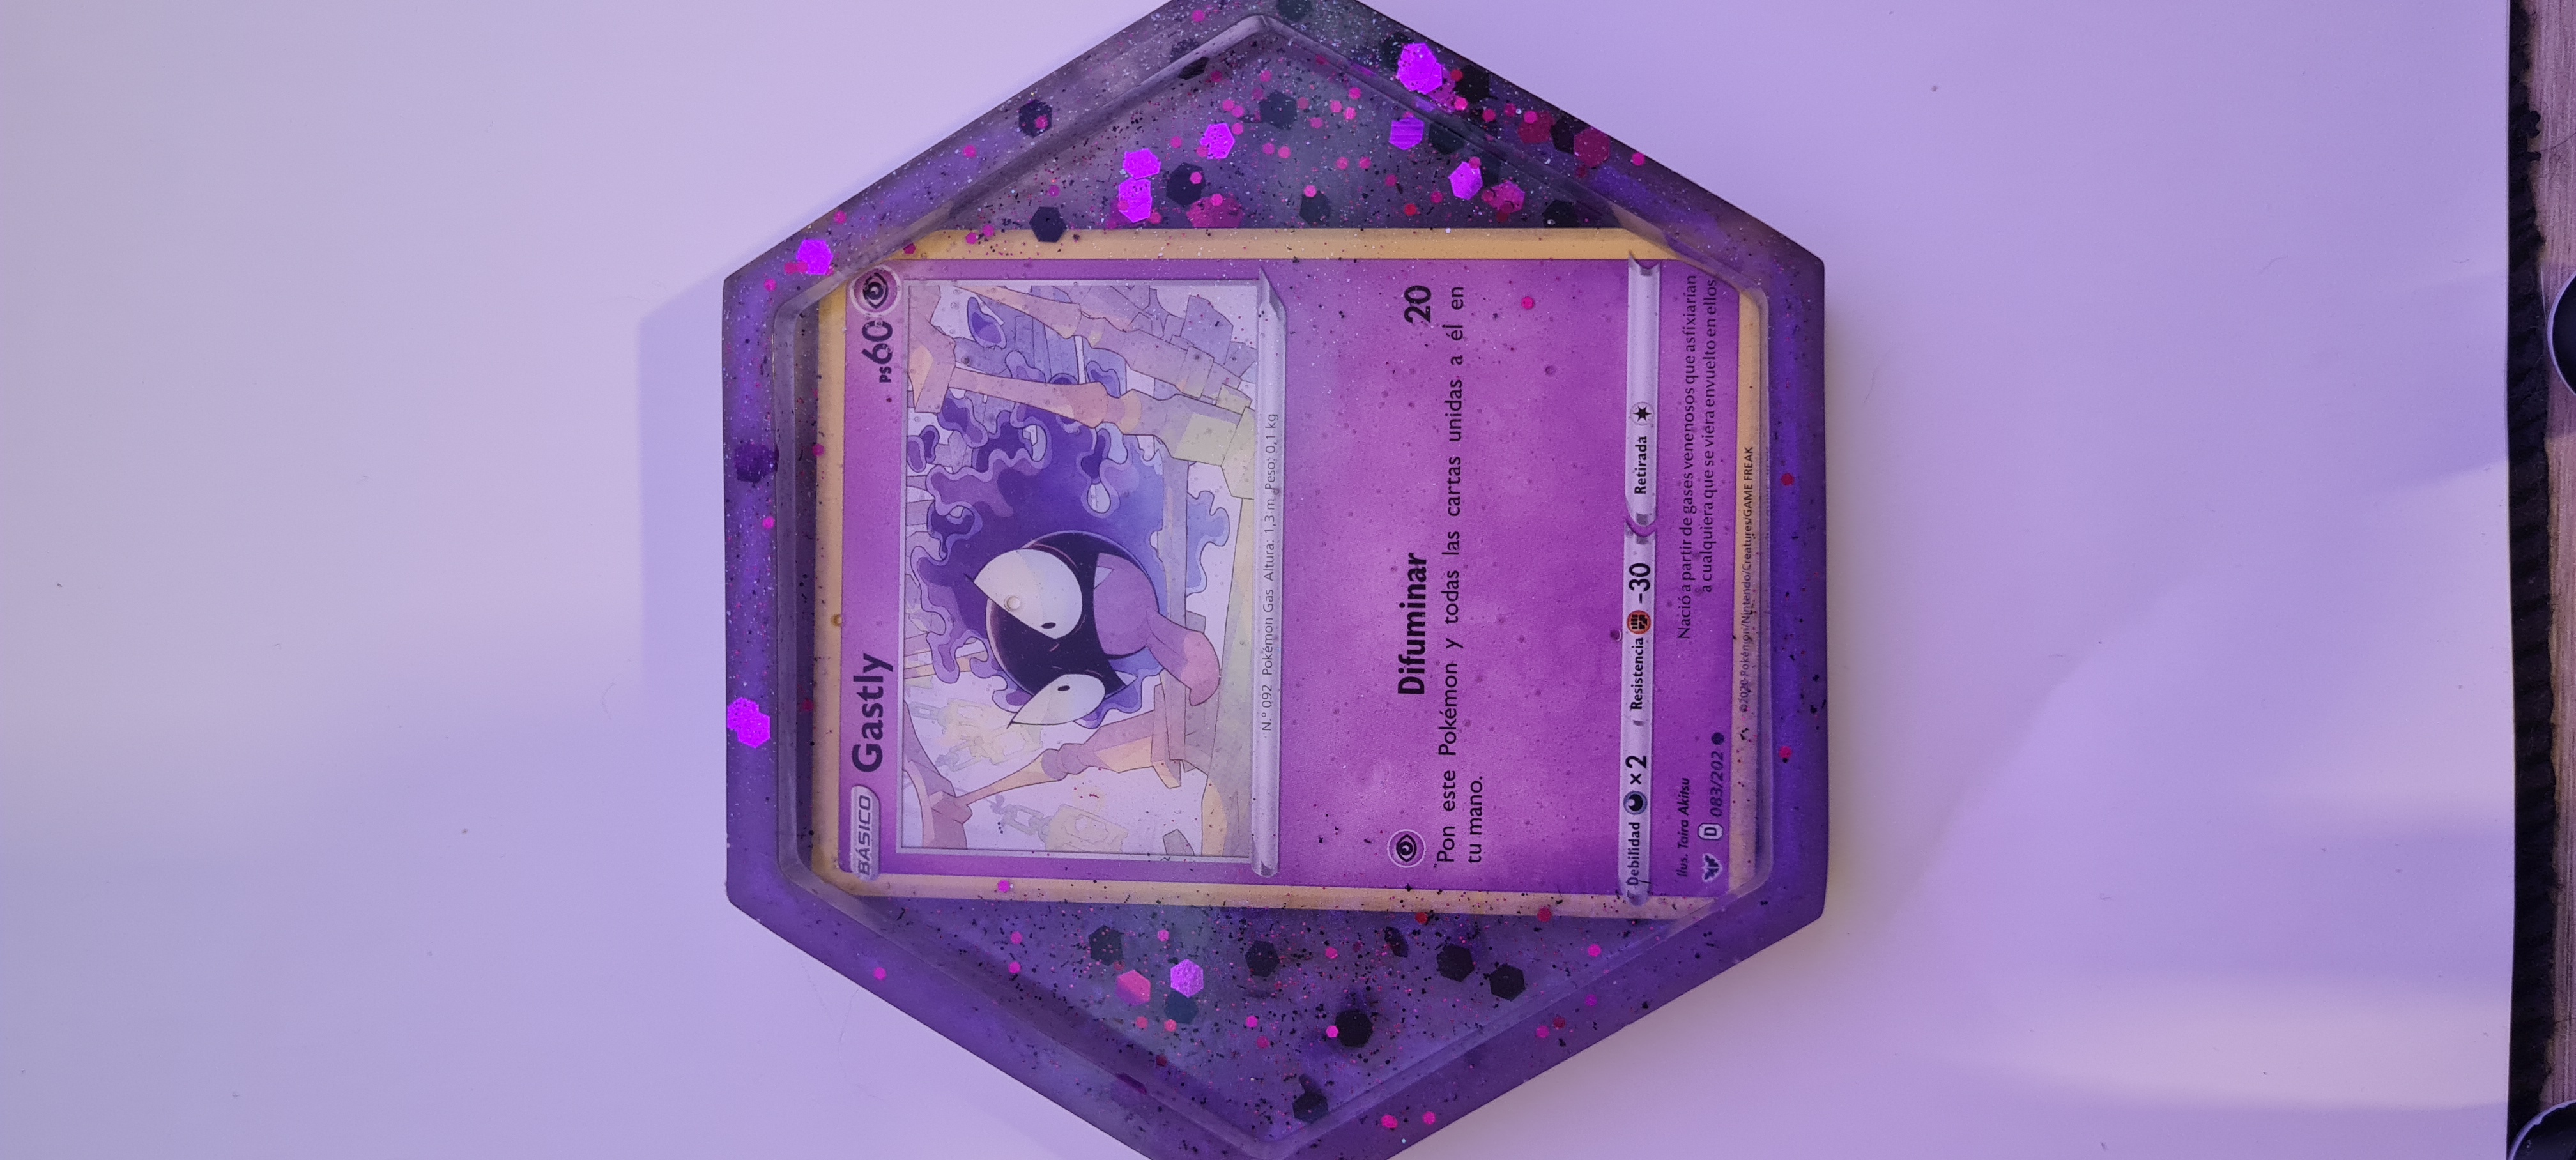 BÁSICO Gastly PS60
N.º 092 Pokémon Gas Altura: 1,3 m Peso: 0,1 kg
Difuminar 20
Pon este Pokémon y todas las cartas unidas a él en
tu mano.
Debilidad ×2 Resistencia -30 Retirada
Ilus. Taira Akitsu
Nació a partir de gases venenosos que asfixiarían
a cualquiera que se viera envuelto en ellos.
D 083/202
©2020 Pokémon/Nintendo/Creatures/GAME FREAK